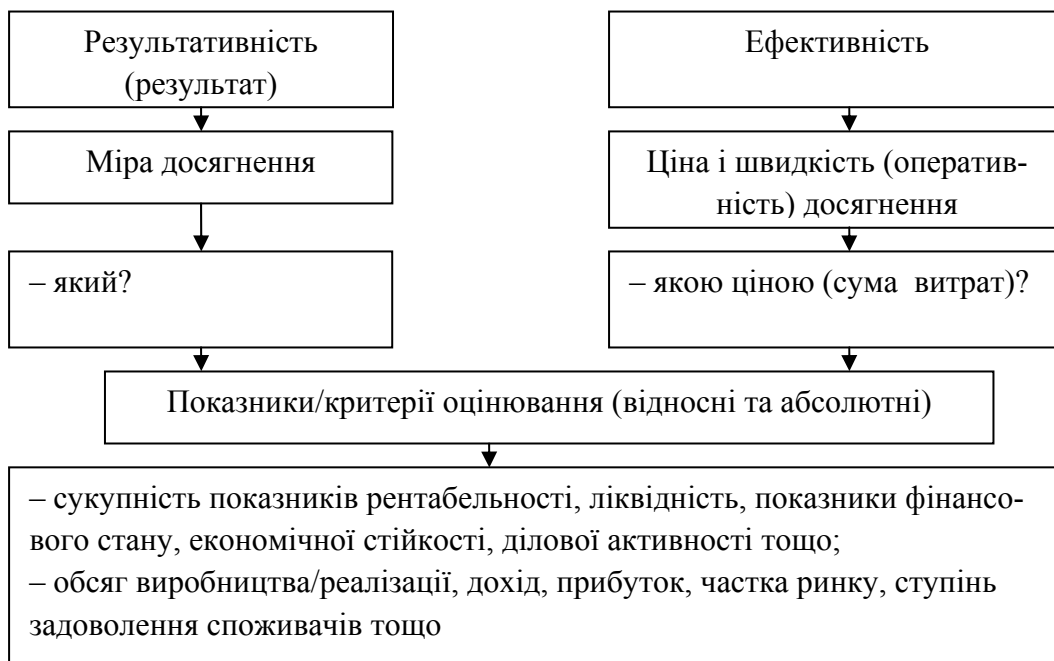 Результативність
(результат)
Ефективність
Міра досягнення
Ціна і швидкість (оператив-
ність) досягнення
– який?
– якою ціною (сума витрат)?
Показники/критерії оцінювання (відносні та абсолютні)
– сукупність показників рентабельності, ліквідність, показники фінансо-
вого стану, економічної стійкості, ділової активності тощо;
– обсяг виробництва/реалізації, дохід, прибуток, частка ринку, ступінь
задоволення споживачів тощо